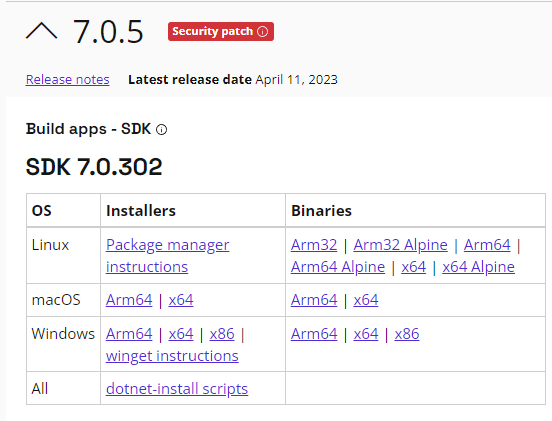 7.0.5 Security patch
Release notes Latest release date April 11, 2023
Build apps - SDK
SDK 7.0.302
OS Installers Binaries
Linux Package manager instructions Arm32 | Arm32 Alpine | Arm64 | Arm64 Alpine | x64 | x64 Alpine
macOS Arm64 | x64 Arm64 | x64
Windows Arm64 | x64 | x86 | winget instructions Arm64 | x64 | x86
All dotnet-install scripts